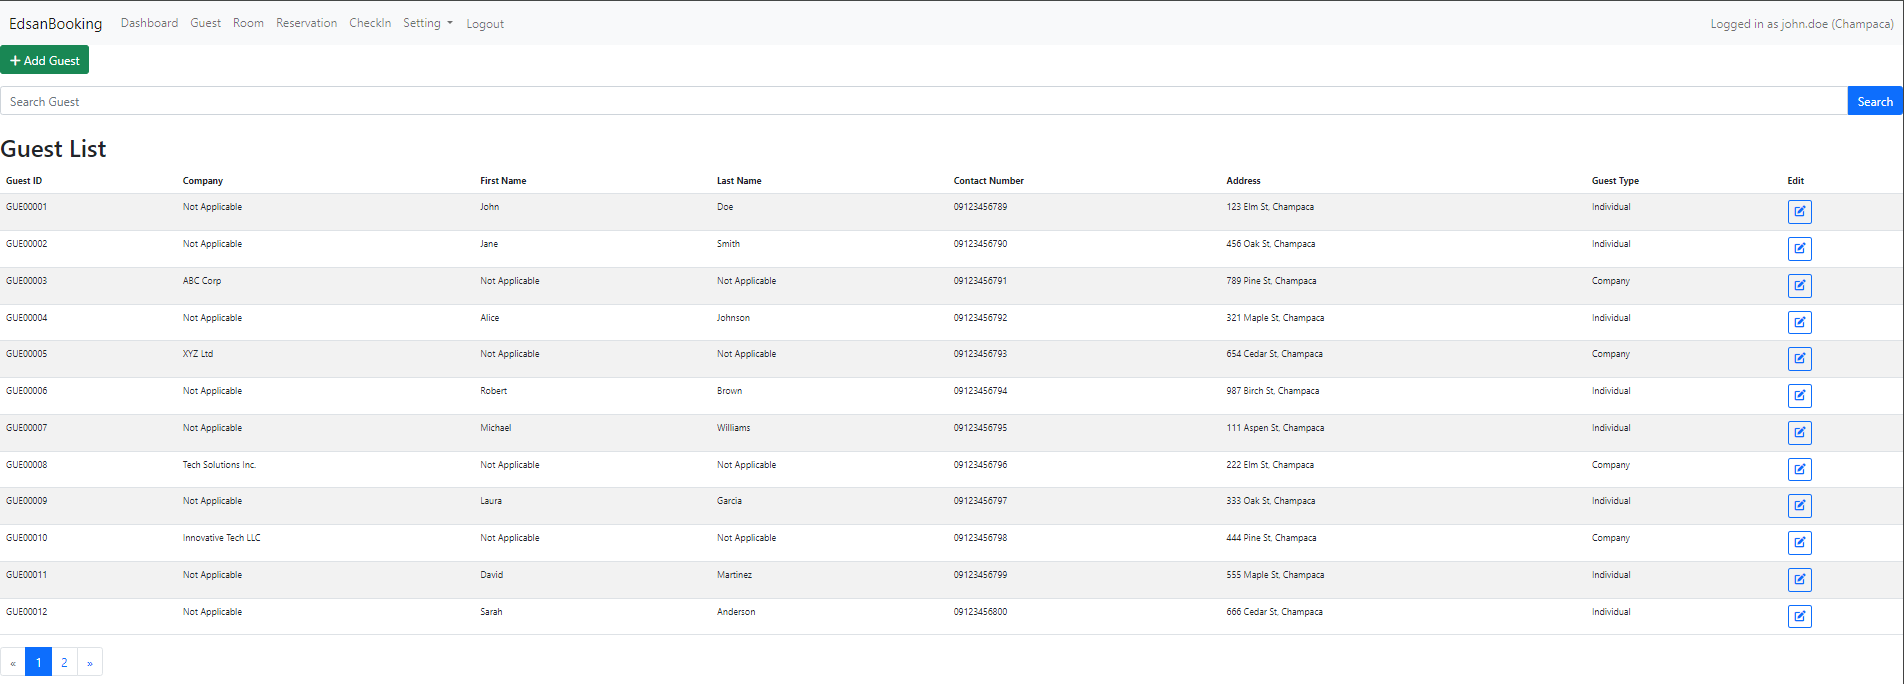 EdsanBooking Dashboard Guest Room Reservation CheckIn Setting Logout Logged in as john.doe (Champaca)
+ Add Guest
Search Guest Search
Guest List
Guest ID Company First Name Last Name Contact Number Address Guest Type Edit
GUE00001 Not Applicable John Doe 09123456789 123 Elm St, Champaca Individual
GUE00002 Not Applicable Jane Smith 09123456790 456 Oak St, Champaca Individual
GUE00003 ABC Corp Not Applicable Not Applicable 09123456791 789 Pine St, Champaca Company
GUE00004 Not Applicable Alice Johnson 09123456792 321 Maple St, Champaca Individual
GUE00005 XYZ Ltd Not Applicable Not Applicable 09123456793 654 Cedar St, Champaca Company
GUE00006 Not Applicable Robert Brown 09123456794 987 Birch St, Champaca Individual
GUE00007 Not Applicable Michael Williams 09123456795 111 Aspen St, Champaca Individual
GUE00008 Tech Solutions Inc. Not Applicable Not Applicable 09123456796 222 Elm St, Champaca Company
GUE00009 Not Applicable Laura Garcia 09123456797 333 Oak St, Champaca Individual
GUE00010 Innovative Tech LLC Not Applicable Not Applicable 09123456798 444 Pine St, Champaca Company
GUE00011 Not Applicable David Martinez 09123456799 555 Maple St, Champaca Individual
GUE00012 Not Applicable Sarah Anderson 09123456800 666 Cedar St, Champaca Individual
« 1 2 »